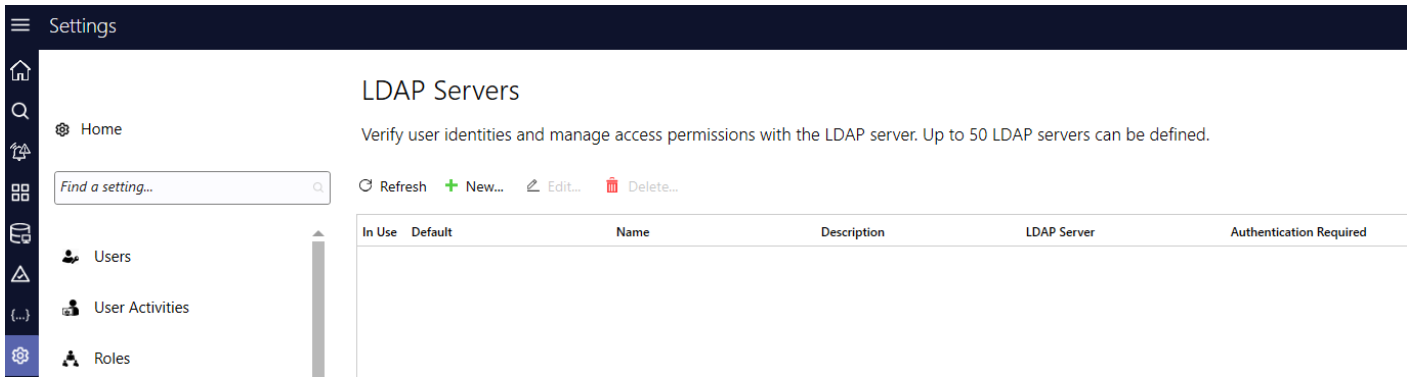 Settings
LDAP Servers
Verify user identities and manage access permissions with the LDAP server. Up to 50 LDAP servers can be defined.
Home
Find a setting...
Refresh New... Edit... Delete...
In Use Default Name Description LDAP Server Authentication Required
Users
User Activities
{...}
Roles